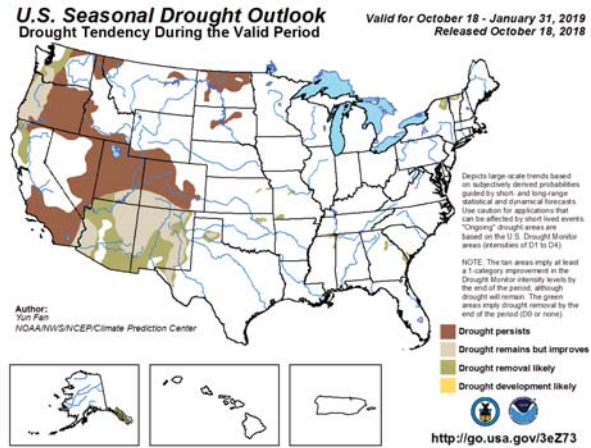 U.S. Seasonal Drought Outlook
Drought Tendency During the Valid Period
Valid for October 18 - January 31, 2019
Released October 18, 2018
Depicts large-scale trends based
on subjectively derived probabilities
guided by short- and long-range
statistical and dynamical forecasts.
Use caution for applications that
can be affected by short lived events.
"Ongoing" drought areas are
based on the U.S. Drought Monitor
areas (intensities of D1 to D4).
NOTE: The tan areas imply at least
a 1-category improvement in the
Drought Monitor intensity levels by
the end of the period, although
drought will remain. The green
areas imply drought removal by the
end of the period (D0 or none).
Author:
Yun Fan
NOAA/NWS/NCEP/Climate Prediction Center
Drought persists
Drought remains but improves
Drought removal likely
Drought development likely
http://go.usa.gov/3eZ73